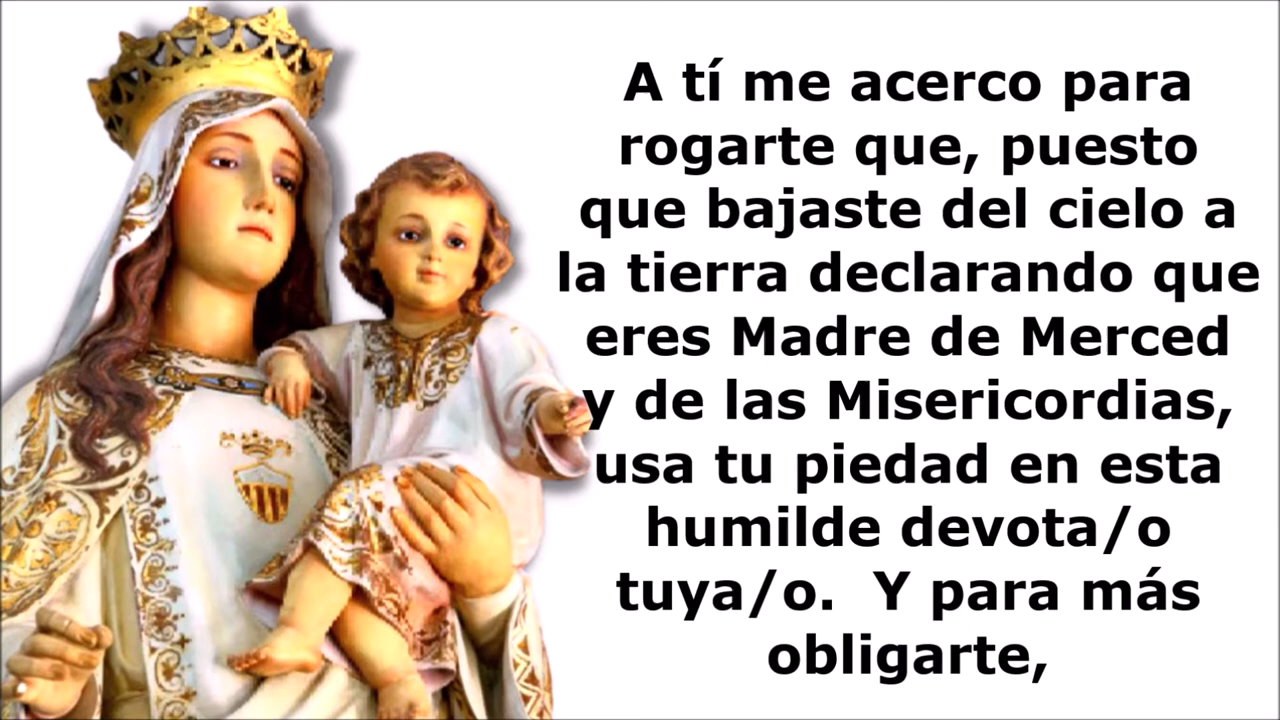 A tí me acerco para
rogarte que, puesto
que bajaste del cielo a
la tierra declarando que
eres Madre de Merced
y de las Misericordias,
usa tu piedad en esta
humilde devota/o
tuya/o.  Y para más
obligarte,